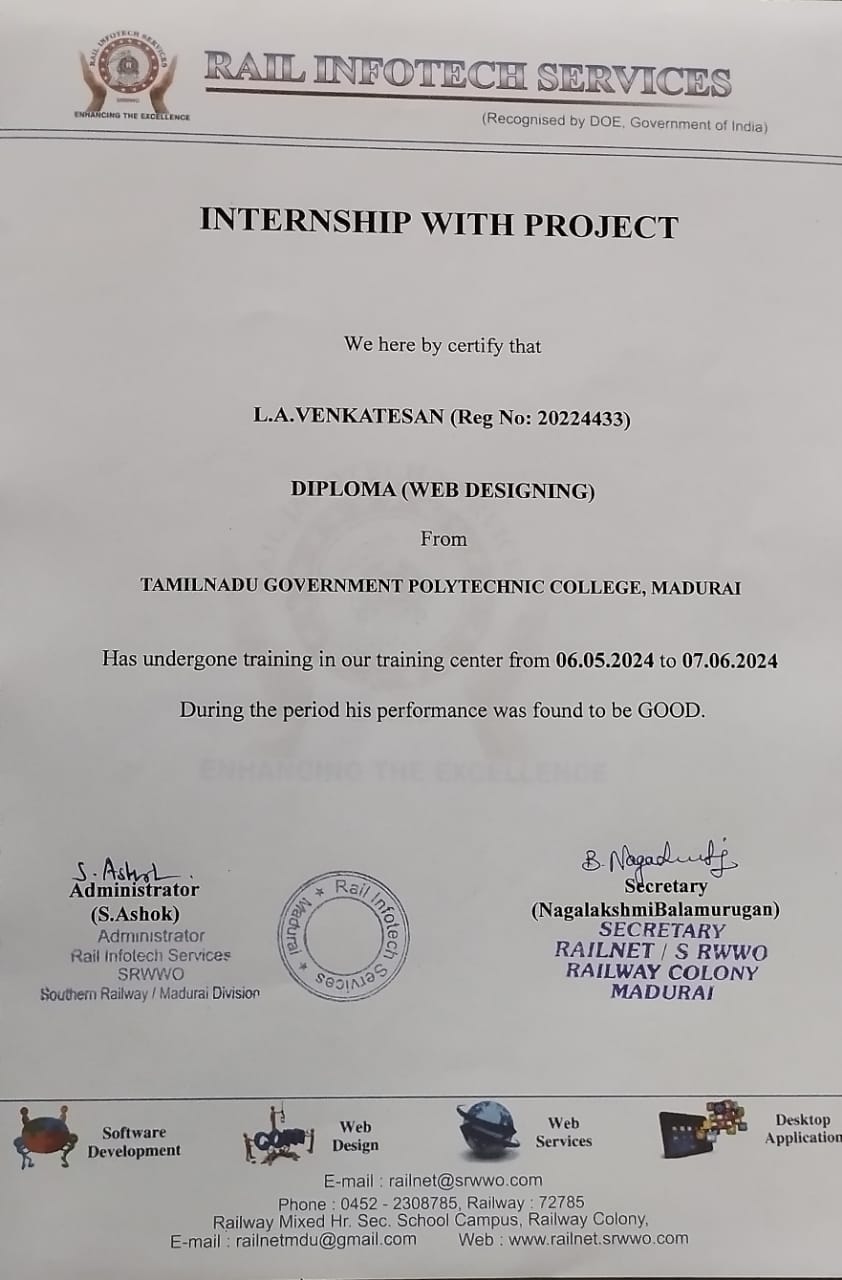 RAIL INFOTECH SERVICES
SRWWO
ENHANCING THE EXCELLENCE
RAIL INFOTECH SERVICES
(Recognised by DOE, Government of India)
INTERNSHIP WITH PROJECT
We here by certify that
L.A.VENKATESAN (Reg No: 20224433)
DIPLOMA (WEB DESIGNING)
From
TAMILNADU GOVERNMENT POLYTECHNIC COLLEGE, MADURAI
Has undergone training in our training center from 06.05.2024 to 07.06.2024
During the period his performance was found to be GOOD.
ENHANCING THE EXCELLENCE
S. Ashok
Administrator
(S.Ashok)
Administrator
Rail Infotech Services
SRWWO
Southern Railway / Madurai Division
Rail Infotech Services
Madurai
B. Nagalakshmi
Secretary
(NagalakshmiBalamurugan)
SECRETARY
RAILNET / S RWWO
RAILWAY COLONY
MADURAI
Software
Development
.COM
Web
Design
Web
Services
Desktop
Application
E-mail : railnet@srwwo.com
Phone : 0452 - 2308785, Railway : 72785
Railway Mixed Hr. Sec. School Campus, Railway Colony,
E-mail : railnetmdu@gmail.com Web : www.railnet.srwwo.com